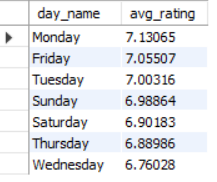 day_name avg_rating
Monday 7.13065
Friday 7.05507
Tuesday 7.00316
Sunday 6.98864
Saturday 6.90183
Thursday 6.88986
Wednesday 6.76028